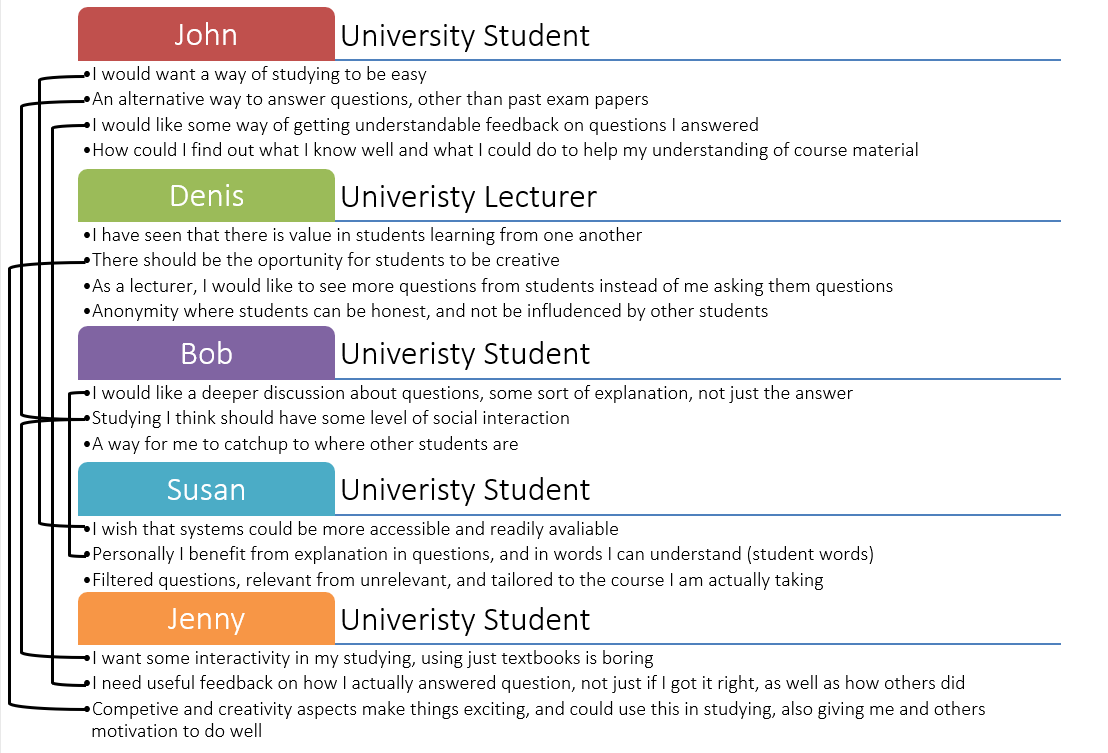 John University Student
•I would want a way of studying to be easy
•An alternative way to answer questions, other than past exam papers
•I would like some way of getting understandable feedback on questions I answered
•How could I find out what I know well and what I could do to help my understanding of course material
Denis Univeristy Lecturer
•I have seen that there is value in students learning from one another
•There should be the oportunity for students to be creative
•As a lecturer, I would like to see more questions from students instead of me asking them questions
•Anonymity where students can be honest, and not be infludenced by other students
Bob Univeristy Student
•I would like a deeper discussion about questions, some sort of explanation, not just the answer
•Studying I think should have some level of social interaction
•A way for me to catchup to where other students are
Susan Univeristy Student
•I wish that systems could be more accessible and readily avaliable
•Personally I benefit from explanation in questions, and in words I can understand (student words)
•Filtered questions, relevant from unrelevant, and tailored to the course I am actually taking
Jenny Univeristy Student
•I want some interactivity in my studying, using just textbooks is boring
•I need useful feedback on how I actually answered question, not just if I got it right, as well as how others did
•Competive and creativity aspects make things exciting, and could use this in studying, also giving me and others
motivation to do well